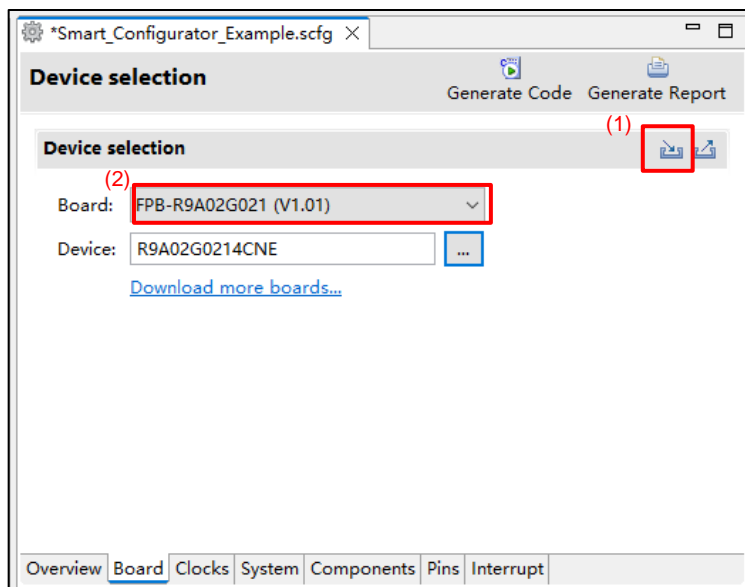 *Smart_Configurator_Example.scfg
Device selection
Generate Code Generate Report
(1)
Device selection
(2)
Board: FPB-R9A02G021 (V1.01)
Device: R9A02G0214CNE ...
Download more boards...
Overview Board Clocks System Components Pins Interrupt